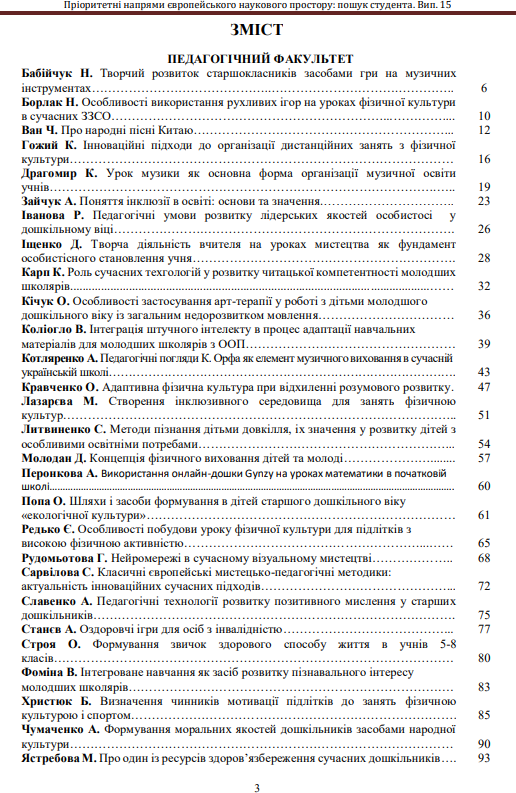 Пріоритетні напрями європейського наукового простору: пошук студента. Вип. 15
ЗМІСТ
ПЕДАГОГІЧНИЙ ФАКУЛЬТЕТ
Бабійчук Н. Творчий розвиток старшокласників засобами гри на музичних
інструментах……………………………………………………………….. 6
Борлак Н. Особливості використання рухливих ігор на уроках фізичної культури
в сучасних ЗЗСО……………………………………………………………. 10
Ван Ч. Про народні пісні Китаю…………………………………………… 12
Гожий К. Інноваційні підходи до організації дистанційних занять з фізичної
культури…………………………………………………………………… 16
Драгомир К. Урок музики як основна форма організації музичної освіти
учнів……………………………………………………………………….. 19
Зайчук А. Поняття інклюзії в освіті: основи та значення………………………….. 23
Іванова Р. Педагогічні умови розвитку лідерських якостей особистосі у
дошкільному віці…………………………………………………………… 26
Іщенко Д. Творча діяльність вчителя на уроках мистецтва як фундамент
особистісного становлення учня………………………………………………… 28
Карп К. Роль сучасних техгологій у розвитку читацької компетентності молодших
школярів...................................................................................…… 32
Кічук О. Особливості застосування арт-терапії у роботі з дітьми молодшого
дошкільного віку із загальним недорозвитком мовлення…………………………… 36
Коліогло В. Інтеграція штучного інтелекту в процес адаптації навчальних
матеріалів для молодших школярів з ООП……………………………………… 39
Котляренко А. Педагогічні погляди К. Орфа як елемент музичного виховання в сучасній
українській школі……………………………………………………………. 43
Кравченко О. Адаптивна фізична культура при відхиленні розумового розвитку. 47
Лазарєва М. Створення інклюзивного середовища для занять фізичною
культур…………………………………………………………………….. 51
Литвиненко С. Методи пізнання дітьми довкілля, їх значення у розвитку дітей з
особливими освітніми потребами………………………………………………... 54
Молодан Д. Концепція фізичного виховання дітей та молоді…………………........ 57
Перонкова А. Використання онлайн-дошки Gynzy на уроках математики в початковій
школі........................................................................................................ 60
Попа О. Шляхи і засоби формування в дітей старшого дошкільного віку
«екологічної культури»…………………………………………………………… 61
Редько Є. Особливості побудови уроку фізичної культури для підлітків з
високою фізичною активністю……………………………………………....…… 65
Рудомьотова Г. Нейромережі в сучасному візуальному мистецтві……………….. 68
Сарвілова С. Класичні європейські мистецько-педагогічні методики:
актуальність інноваційних сучасних підходів………………………………………... 72
Славенко А. Педагогічні технології розвитку позитивного мислення у старших
дошкільників……………………………………………………………… 75
Станєв А. Оздоровчі ігри для осіб з інвалідністю…………………………………... 77
Строя О. Формування звичок здорового способу життя в учнів 5-8
класів……………………………………………………………………… 80
Фоміна В. Інтегроване навчання як засіб розвитку пізнавального інтересу
молодших школярів……………………………………………………………… 83
Христюк Б. Визначення чинників мотивації підлітків до занять фізичною
культурою і спортом……………………………………………………………... 85
Чумаченко А. Формування моральних якостей дошкільників засобами народної
культури…………………………………………………………………… 90
Ястребова М. Про один із ресурсів здоров’язбереження сучасних дошкільників…. 93
3